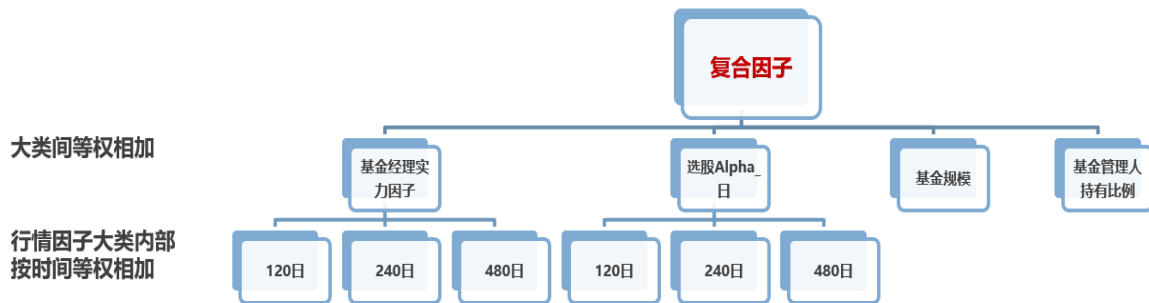 复合因子
大类间等权相加
基金经理实
力因子
选股Alpha_
日
基金规模
基金管理人
持有比例
行情因子大类内部
按时间等权相加
120日
240日
480日
120日
240日
480日